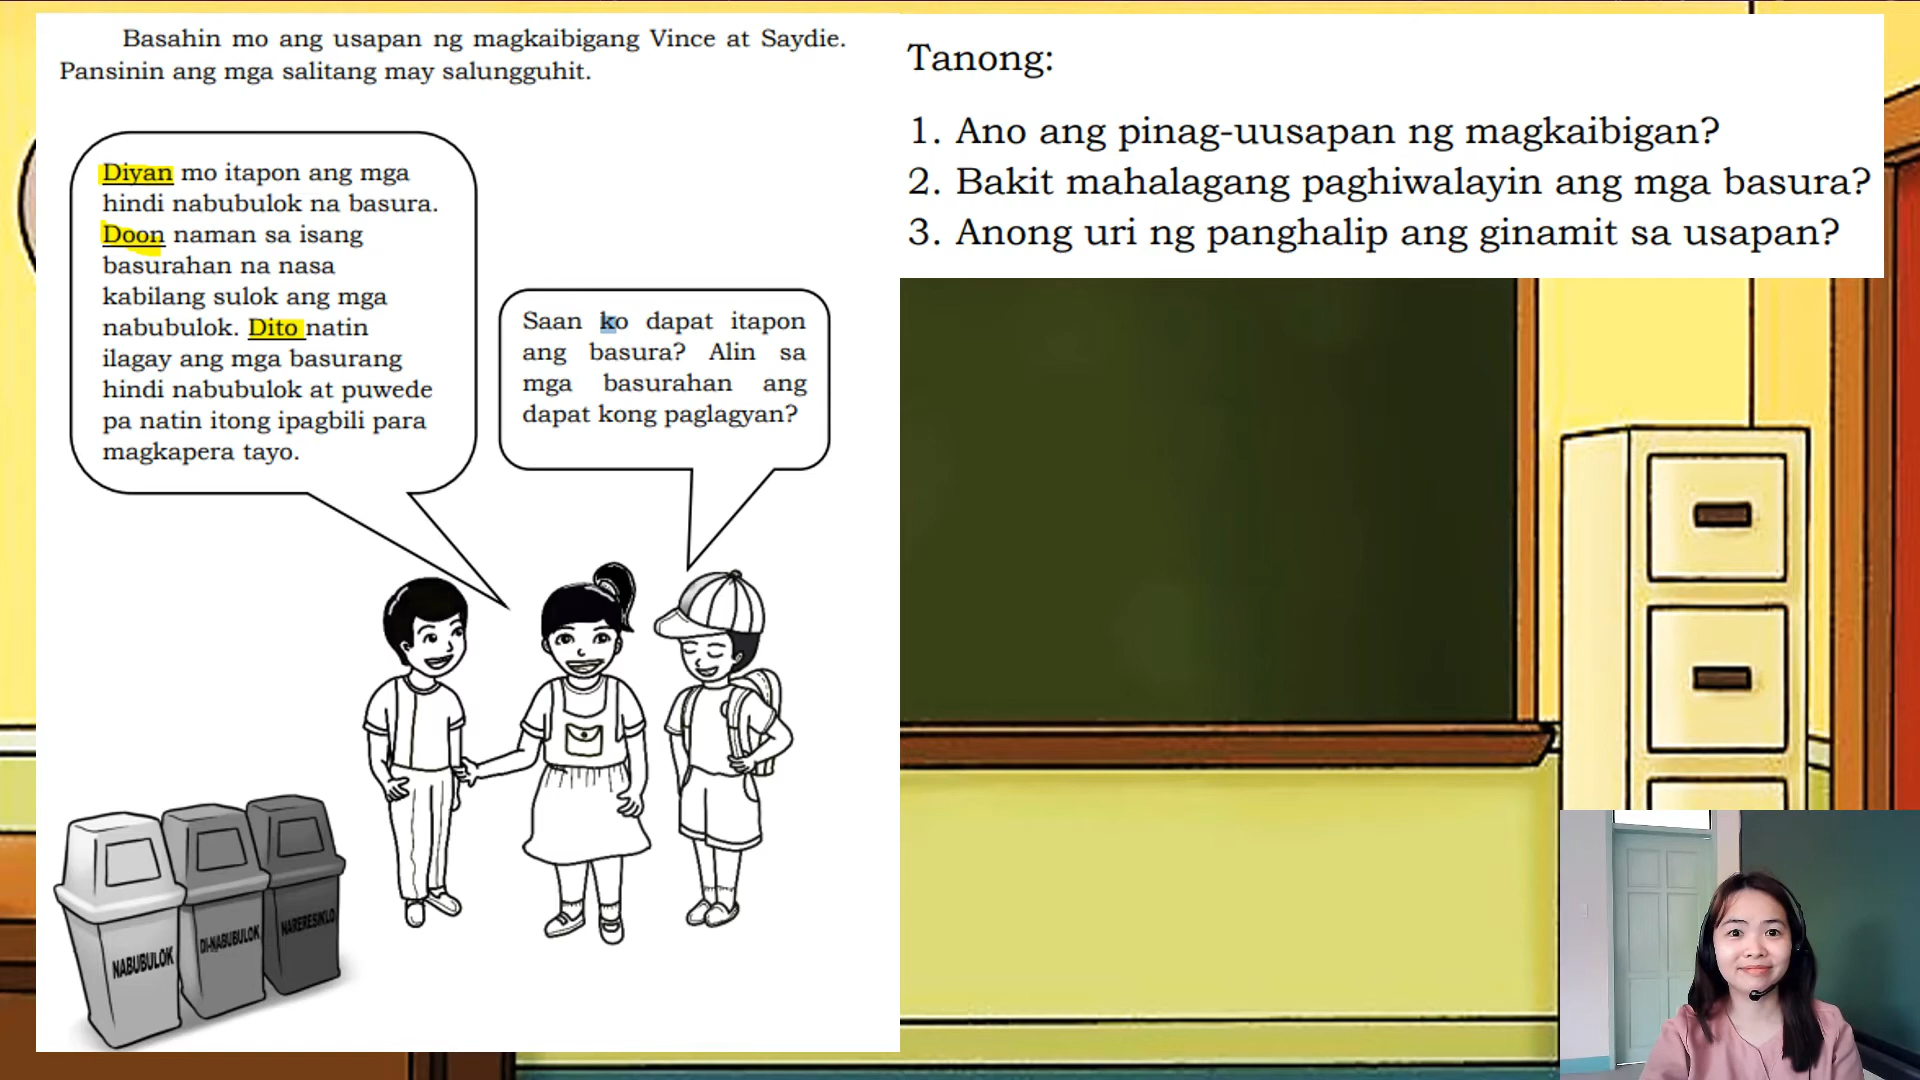 Basahin mo ang usapan ng magkaibigang Vince at Saydie.
Pansinin ang mga salitang may salungguhit.
Diyan mo itapon ang mga
hindi nabubulok na basura.
Doon naman sa isang
basurahan na nasa
kabilang sulok ang mga
nabubulok. Dito natin
ilagay ang mga basurang
hindi nabubulok at puwede
pa natin itong ipagbili para
magkapera tayo.
Saan ko dapat itapon
ang basura? Alin sa
mga basurahan ang
dapat kong paglagyan?
NABUBULOK
DI-NABUBULOK
NARERESIKLO
Tanong:
1. Ano ang pinag-uusapan ng magkaibigan?
2. Bakit mahalagang paghiwalayin ang mga basura?
3. Anong uri ng panghalip ang ginamit sa usapan?